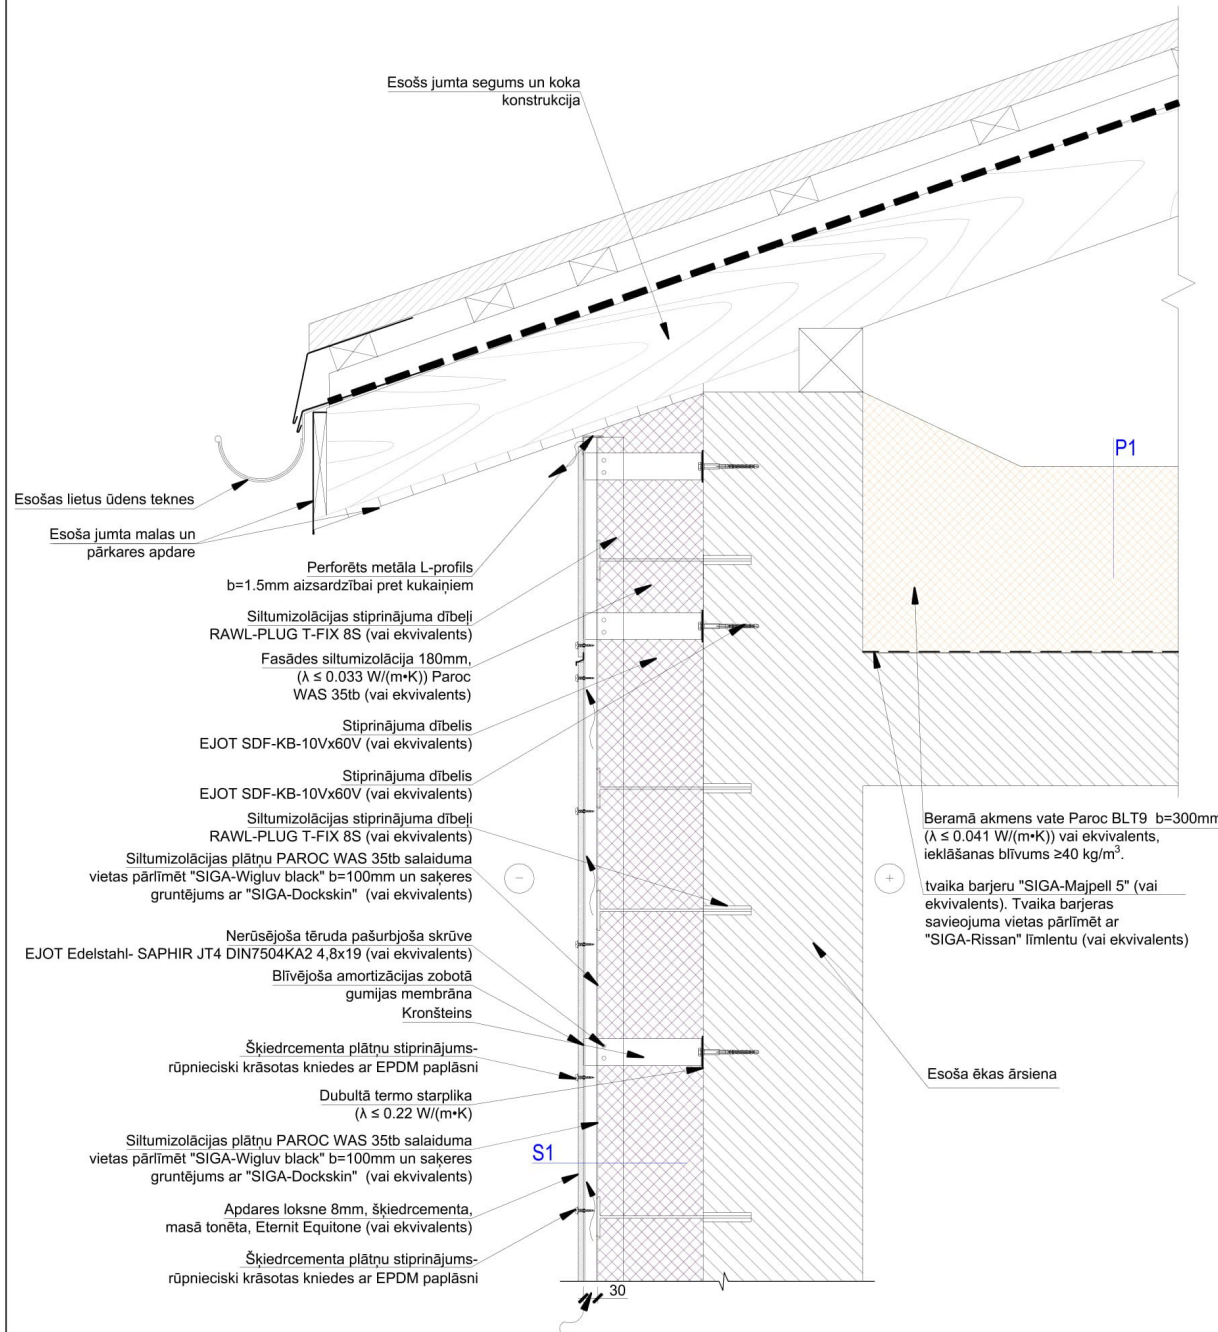 Esošs jumta segums un koka
konstrukcija
P1
Esošas lietus ūdens teknes
Esoša jumta malas un
pārkares apdare
Perforēts metāla L-profils
b=1.5mm aizsardzībai pret kukaiņiem
Siltumizolācijas stiprinājuma dībeļi
RAWL-PLUG T-FIX 8S (vai ekvivalents)
Fasādes siltumizolācija 180mm,
(λ ≤ 0.033 W/(m•K)) Paroc
WAS 35tb (vai ekvivalents)
Stiprinājuma dībelis
EJOT SDF-KB-10Vx60V (vai ekvivalents)
Stiprinājuma dībelis
EJOT SDF-KB-10Vx60V (vai ekvivalents)
Siltumizolācijas stiprinājuma dībeļi
RAWL-PLUG T-FIX 8S (vai ekvivalents)
Siltumizolācijas plātņu PAROC WAS 35tb salaiduma
vietas pārlīmēt "SIGA-Wigluv black" b=100mm un saķeres
gruntējums ar "SIGA-Dockskin" (vai ekvivalents)
Nerūsējoša tēruda pašurbjoša skrūve
EJOT Edelstahl- SAPHIR JT4 DIN7504KA2 4,8x19 (vai ekvivalents)
Blīvējoša amortizācijas zobotā
gumijas membrāna
Kronšteins
Šķiedrcementa plātņu stiprinājums-
rūpnieciski krāsotas kniedes ar EPDM paplāsni
Dubultā termo starplika
(λ ≤ 0.22 W/(m•K)
Siltumizolācijas plātņu PAROC WAS 35tb salaiduma
vietas pārlīmēt "SIGA-Wigluv black" b=100mm un saķeres
gruntējums ar "SIGA-Dockskin" (vai ekvivalents)
Apdares loksne 8mm, šķiedrcementa,
masā tonēta, Eternit Equitone (vai ekvivalents)
Šķiedrcementa plātņu stiprinājums-
rūpnieciski krāsotas kniedes ar EPDM paplāsni
S1
30
Beramā akmens vate Paroc BLT9 b=300mm
(λ ≤ 0.041 W/(m•K)) vai ekvivalents,
ieklāšanas blīvums ≥40 kg/m³.
tvaika barjeru "SIGA-Majpell 5" (vai
ekvivalents). Tvaika barjeras
savieojuma vietas pārlīmēt ar
"SIGA-Rissan" līmlentu (vai ekvivalents)
Esoša ēkas ārsiena